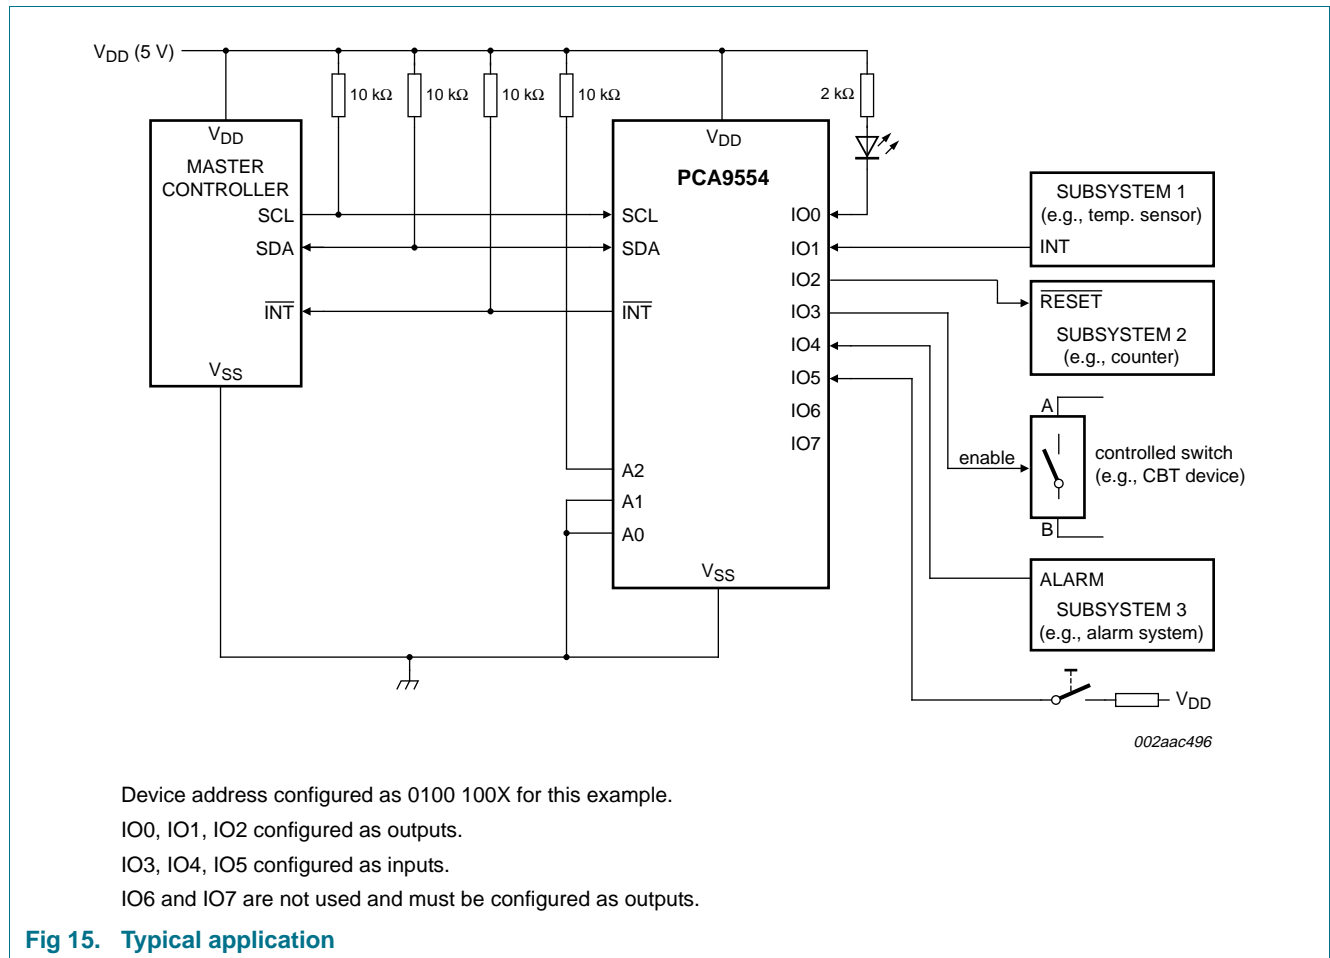 VDD (5 V)
10 kΩ
10 kΩ
10 kΩ
10 kΩ
2 kΩ
VDD
MASTER
CONTROLLER
SCL
SDA
INT
VSS
VDD
PCA9554
SCL
SDA
INT
A2
A1
A0
VSS
IO0
IO1
IO2
IO3
IO4
IO5
IO6
IO7
SUBSYSTEM 1
(e.g., temp. sensor)
INT
RESET
SUBSYSTEM 2
(e.g., counter)
A
enable
B
controlled switch
(e.g., CBT device)
ALARM
SUBSYSTEM 3
(e.g., alarm system)
VDD
002aac496
Device address configured as 0100 100X for this example.
IO0, IO1, IO2 configured as outputs.
IO3, IO4, IO5 configured as inputs.
IO6 and IO7 are not used and must be configured as outputs.
Fig 15. Typical application